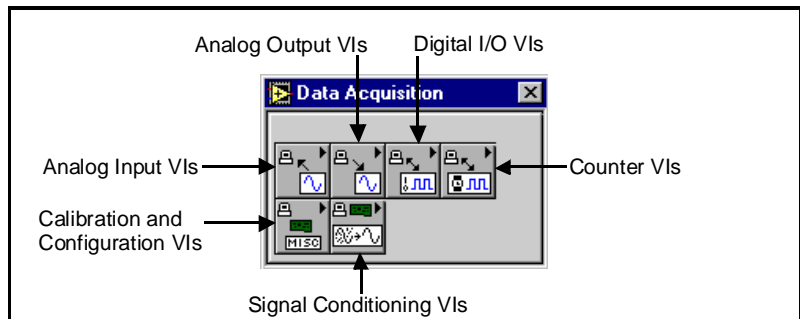 Analog Output VIs
Digital I/O VIs
Data Acquisition
Analog Input VIs
Counter VIs
Calibration and
Configuration VIs
MISC
Signal Conditioning VIs